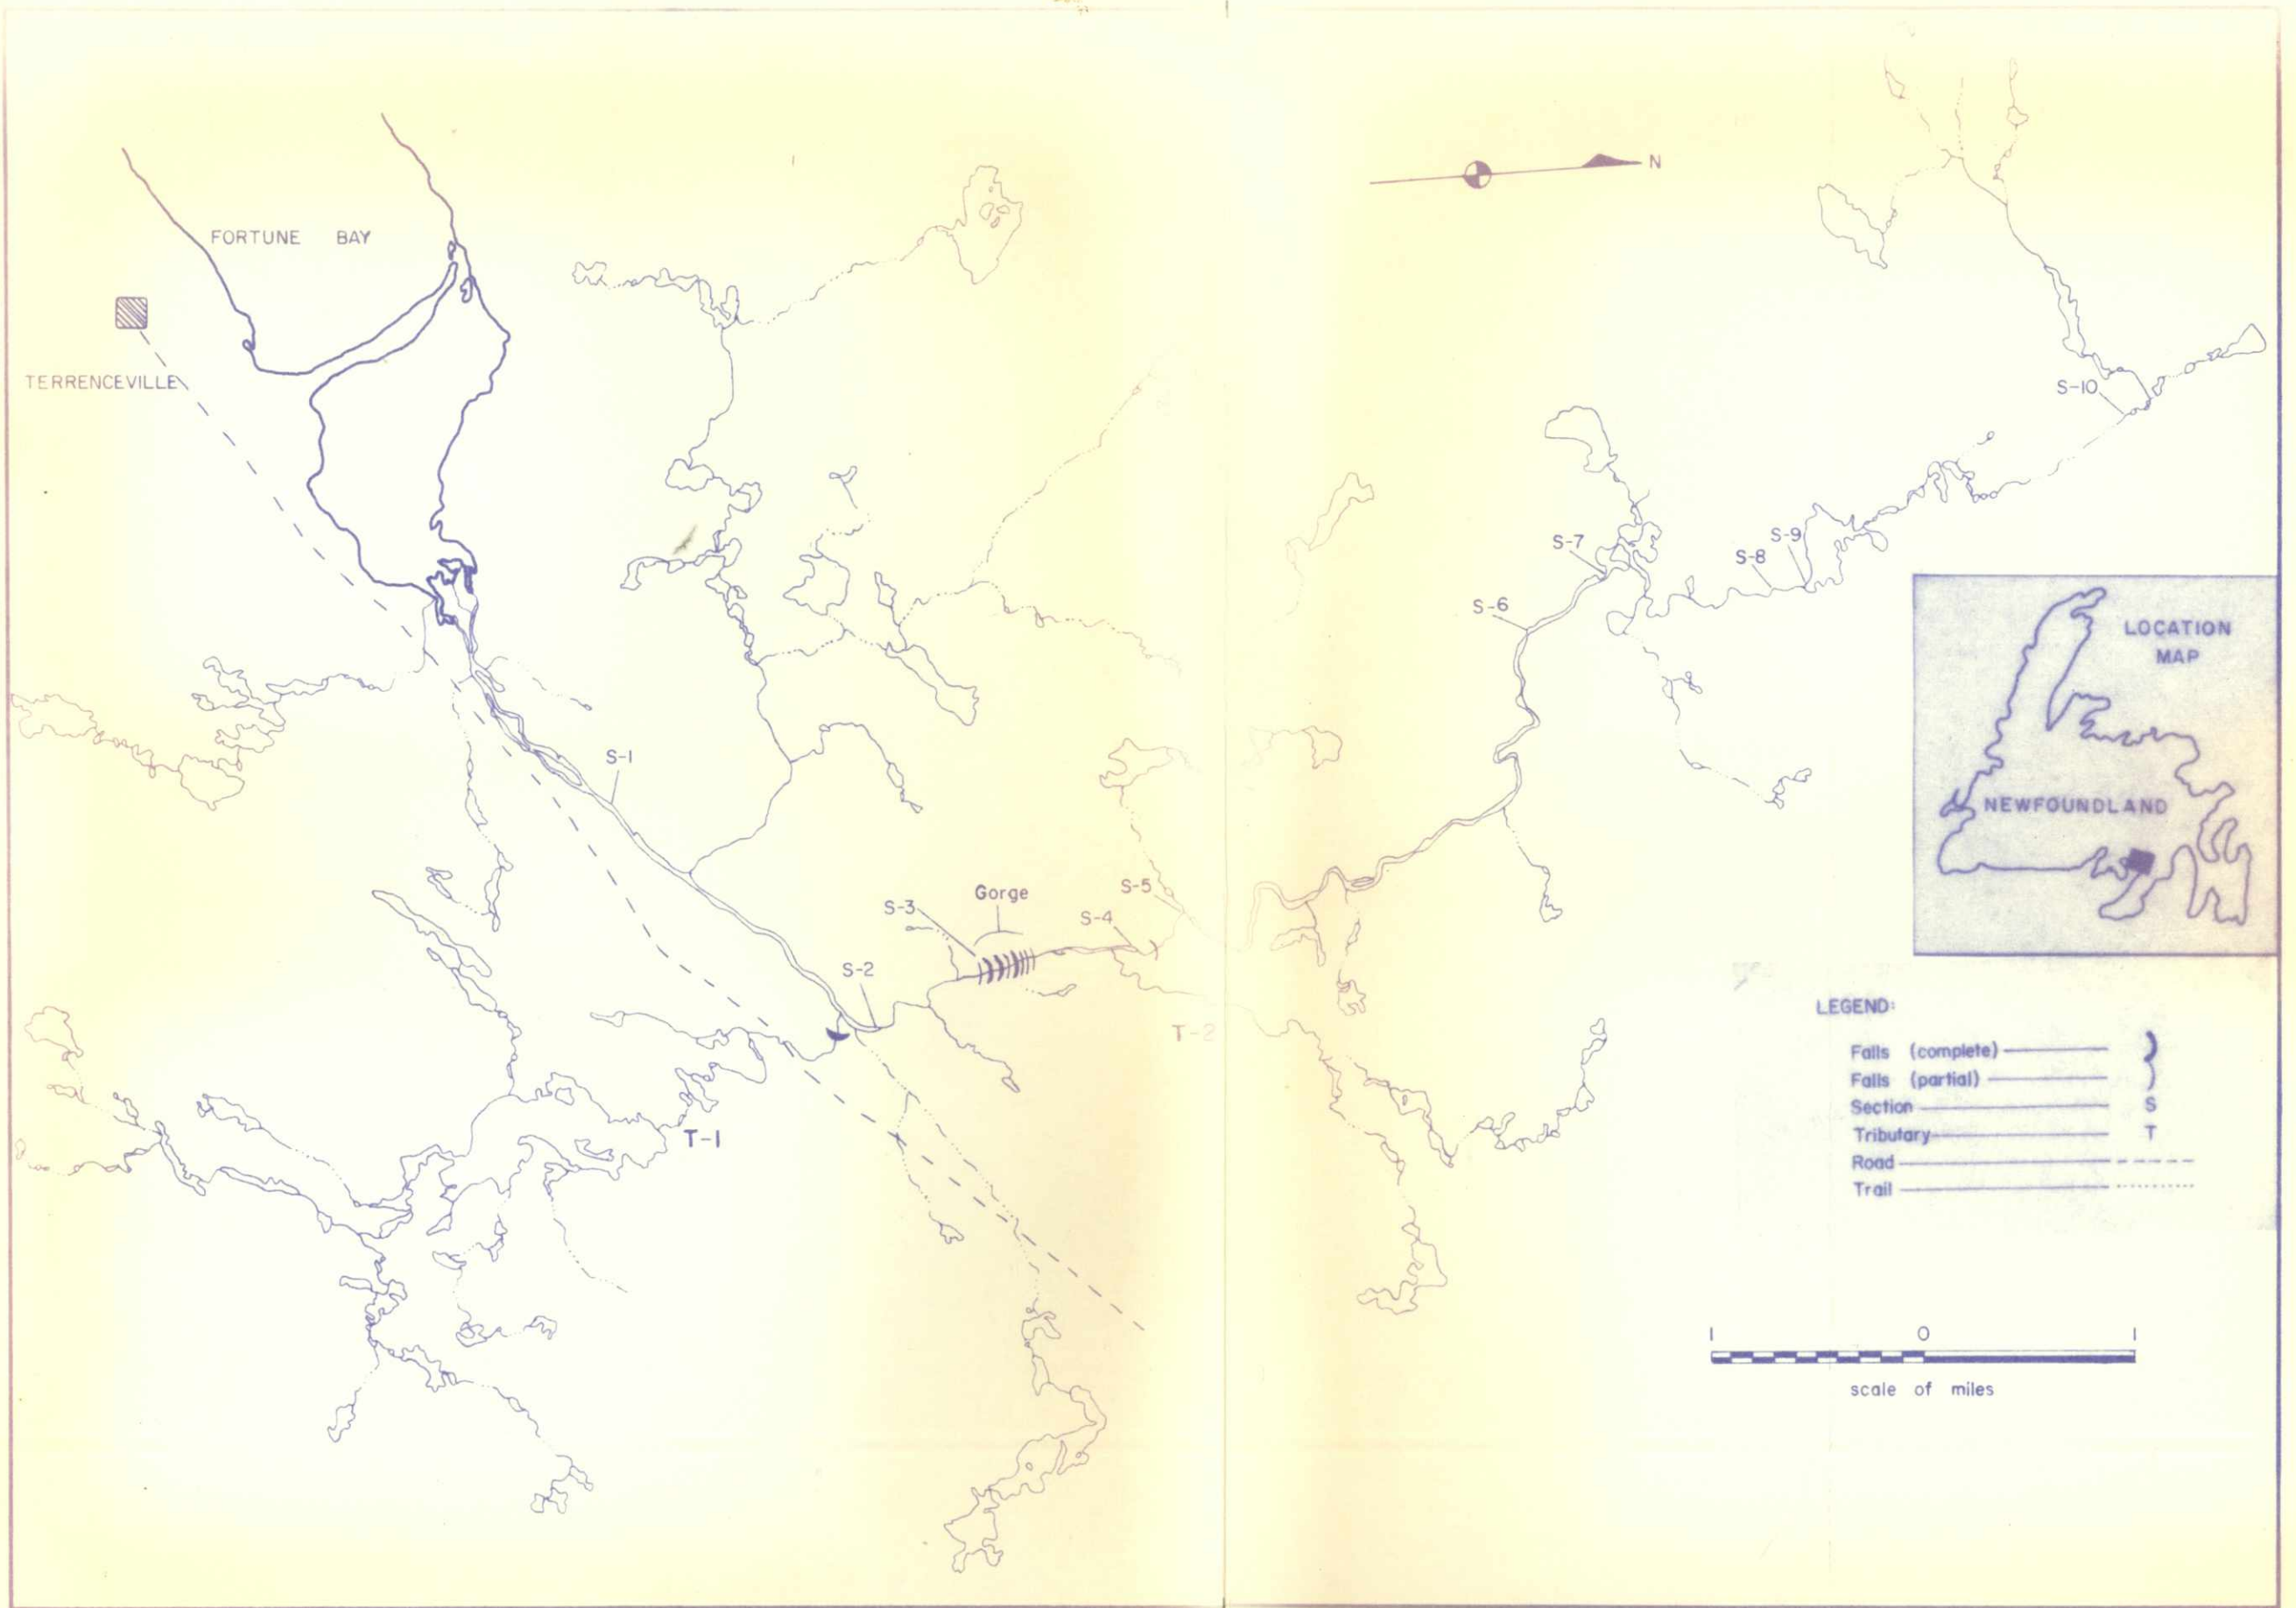 N
FORTUNE BAY
TERRENCEVILLE
S-10
S-9
S-8
S-7
S-6
S-1
S-5
Gorge
S-3
S-4
S-2
T-2
T-1
LOCATION
MAP
NEWFOUNDLAND
LEGEND:
Falls (complete)
Falls (partial)
Section S
Tributary T
Road
Trail
1 0 1
scale of miles